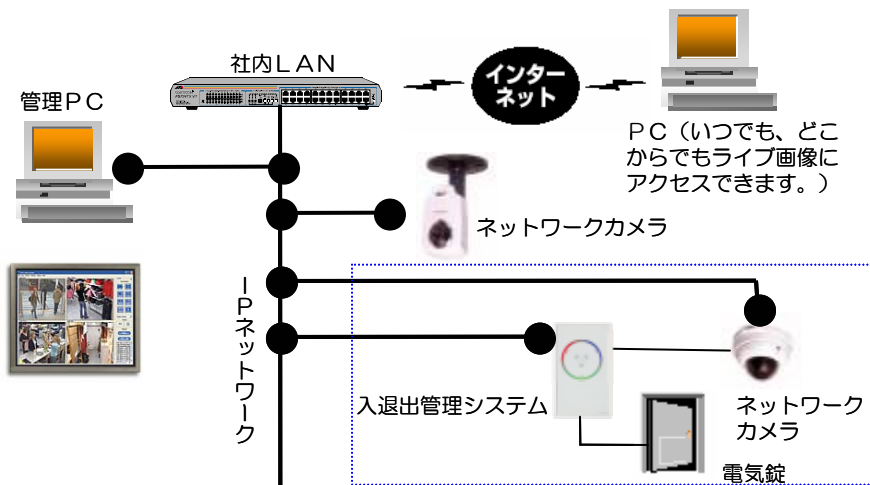 社内ＬＡＮ
管理ＰＣ
インター
ネット
ＰＣ（いつでも、どこ
からでもライブ画像に
アクセスできます。）
ネットワークカメラ
ＩＰネットワーク
入退出管理システム
ネットワーク
カメラ
電気錠